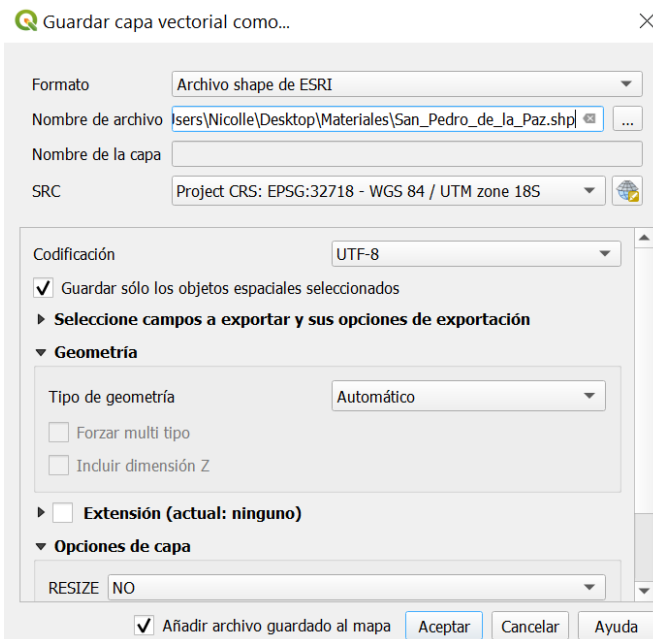 Guardar capa vectorial como...
Formato Archivo shape de ESRI
Nombre de archivo Jsers\Nicolle\Desktop\Materiales\San_Pedro_de_la_Paz.shp ...
Nombre de la capa
SRC Project CRS: EPSG:32718 - WGS 84 / UTM zone 18S
Codificación UTF-8
Guardar sólo los objetos espaciales seleccionados
Seleccione campos a exportar y sus opciones de exportación
Geometría
Tipo de geometría Automático
Forzar multi tipo
Incluir dimensión Z
Extensión (actual: ninguno)
Opciones de capa
RESIZE NO
Añadir archivo guardado al mapa Aceptar Cancelar Ayuda